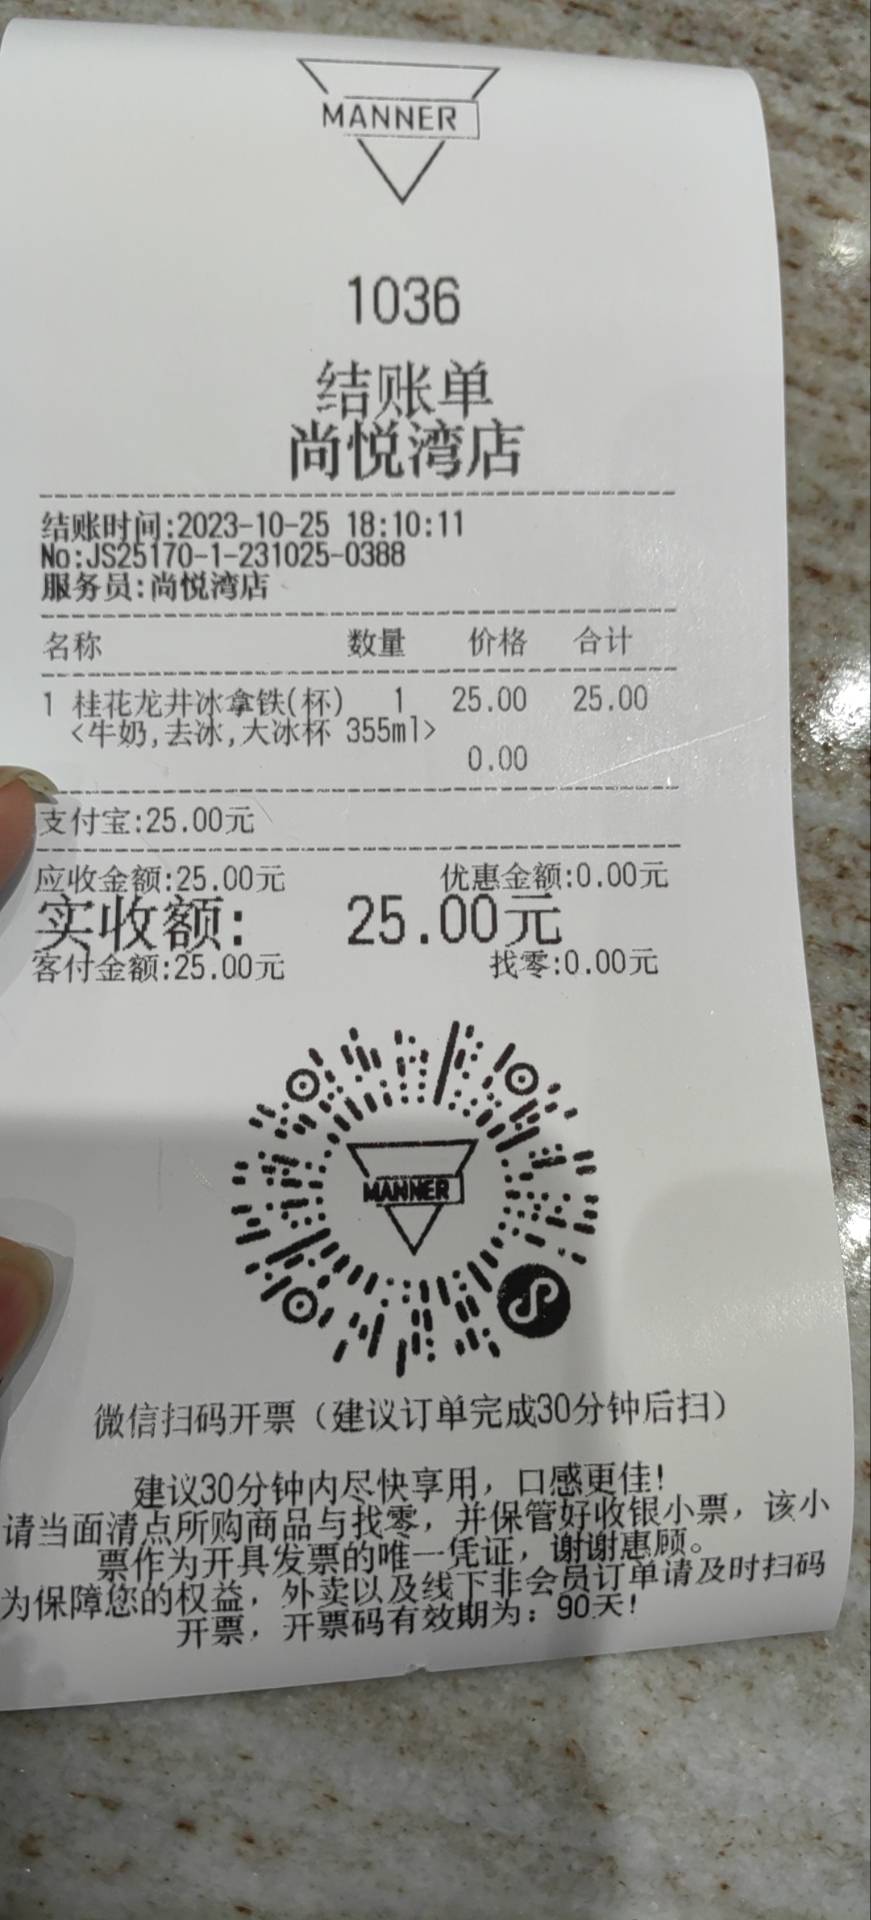 MANNER
1036
结账单
尚悦湾店
结账时间:2023-10-25 18:10:11
No:JS25170-1-231025-0388
服务员:尚悦湾店
名称 数量 价格 合计
1 桂花龙井冰拿铁(杯) 1 25.00 25.00
<牛奶,去冰,大冰杯 355ml>
0.00
支付宝:25.00元
应收金额:25.00元 优惠金额:0.00元
实收额: 25.00元
客付金额:25.00元 找零:0.00元
MANNER
微信扫码开票（建议订单完成30分钟后扫）
建议30分钟内尽快享用，口感更佳!
请当面清点所购商品与找零，并保管好收银小票，该小
票作为开具发票的唯一凭证，谢谢惠顾。
为保障您的权益，外卖以及线下非会员订单请及时扫码
开票，开票码有效期为：90天!